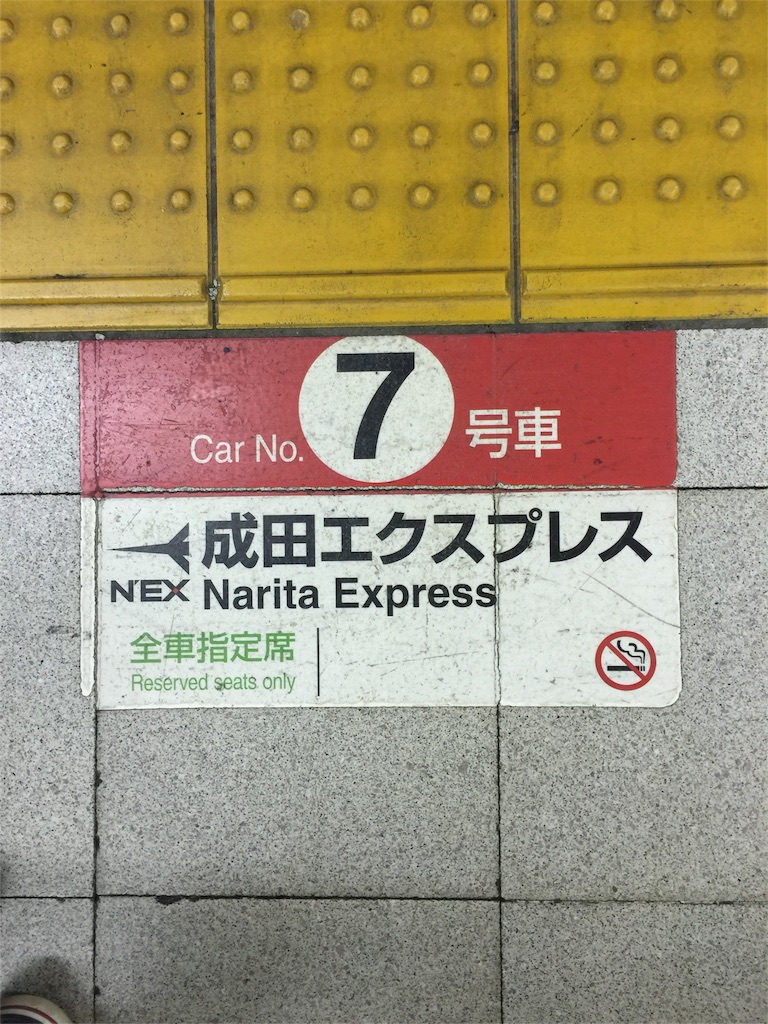 Car No. 7 号車
成田エクスプレス
N'EX Narita Express
全車指定席
Reserved seats only